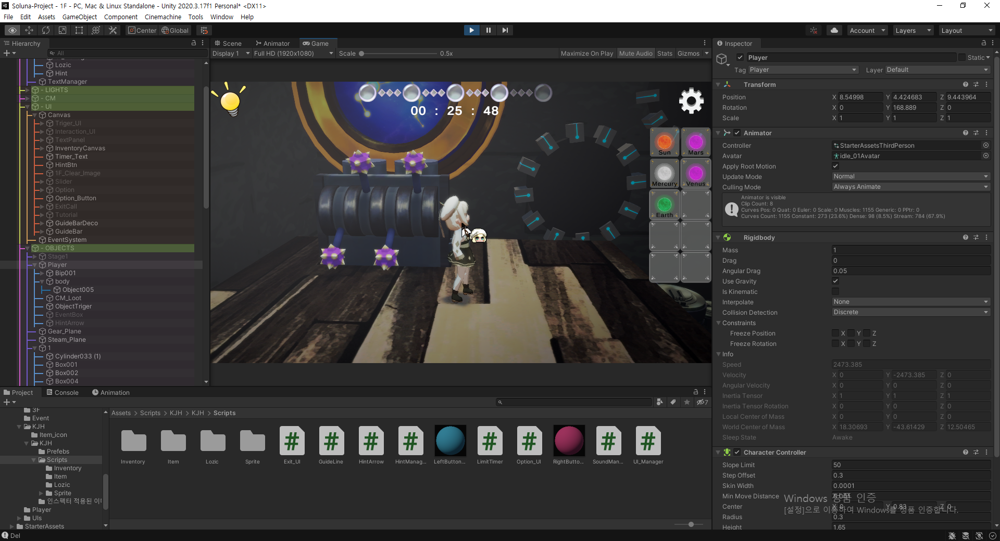 Soluna-Project - 1F - PC, Mac & Linux Standalone - Unity 2020.3.17f1 Personal* <DX11>
File Edit Assets GameObject Component Cinemachine Tools Window Help
Center Global Account Layers Layout
Hierarchy
All
Lozic
Hint
TextManager
- LIGHTS
- CM
- UI
Canvas
Triger_UI
Interaction_UI
TextPanel
InventoryCanvas
Timer_Text
HintBtn
1F_Clear_Image
Slider
Option
Option_Button
ExitCall
Tutorial
GuideBarDeco
GuideBar
EventSystem
- OBJECTS
Stage1
Player
Bip001
body
Object005
CM_Loot
ObjectTriger
EventBox
HintArrow
Gear_Plane
Steam_Plane
1
Cylinder033 (1)
Box001
Box002
Box004
Scene Animator Game
Display 1 Full HD (1920x1080) Scale 0.5x Maximize On Play Mute Audio Stats Gizmos
00 : 25 : 48
Sun Mars
Mercury Venus
Earth
Inspector
Player Static
Tag Player Layer Default
Transform
Position X 8.54998 Y 4.424683 Z 9.443964
Rotation X 0 Y 168.889 Z 0
Scale X 1 Y 1 Z 1
Animator
Controller StarterAssetsThirdPerson
Avatar idle_01Avatar
Apply Root Motion
Update Mode Normal
Culling Mode Always Animate
Animator is visible
Clip Count: 8
Curves Pos: 0 Quat: 0 Euler: 0 Scale: 0 Muscles: 1155 Generic: 0 PPtr: 0
Curves Count: 1155 Constant: 273 (23.6%) Dense: 98 (8.5%) Stream: 784 (67.9%)
Rigidbody
Mass 1
Drag 0
Angular Drag 0.05
Use Gravity
Is Kinematic
Interpolate None
Collision Detection Discrete
Constraints
Freeze Position X Y Z
Freeze Rotation X Y Z
Info
Speed 2473.385
Velocity X 0 Y -2473.385 Z 0
Angular Velocity X 0 Y 0 Z 0
Inertia Tensor X 1 Y 1 Z 1
Inertia Tensor Rotation X 0 Y 0 Z 0
Local Center of Mass X 0 Y 0 Z 0
World Center of Mass X 18.30693 Y -43.61429 Z 12.50465
Sleep State Awake
Character Controller
Slope Limit 50
Step Offset 0.3
Skin Width 0.0001
Min Move Distance
Center X 0 Y 0.83 Z 0
Radius 0.3
Height 1.65
Windows 정품 인증
[설정]으로 이동하여 Windows를 정품 인증합니다.
Project Console Animation
7
3F
Event
KJH
Item_icon
KJH
Prefebs
Scripts
Inventory
Item
Lozic
Sprite
Player
UIs
StarterAssets
Assets > Scripts > KJH > KJH > Scripts
Inventory Item Lozic Sprite Exit_UI GuideLine HintArrow HintManag... LeftButton... LimitTimer Option_UI RightButto... SoundMan... UI_Manager
Del